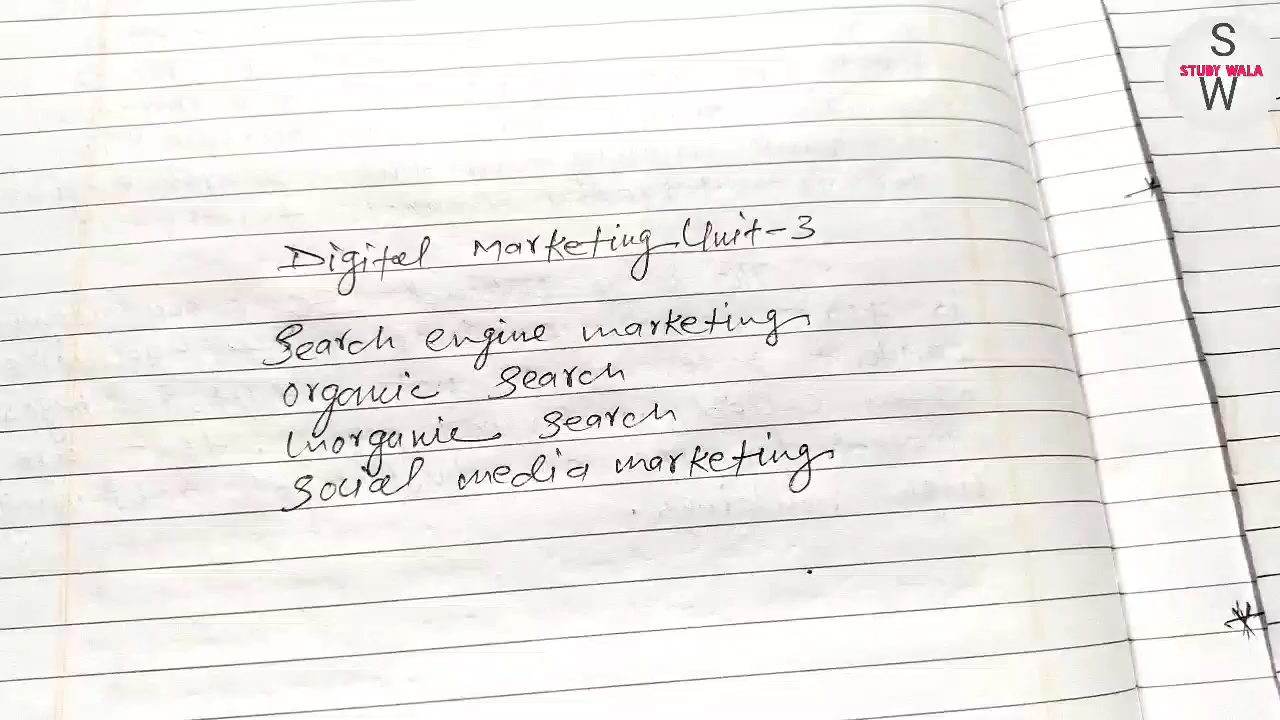 S
STUDY WALA
W
Digital Marketing Unit-3
Search engine marketing
organic search
Inorganic search
Social media marketing